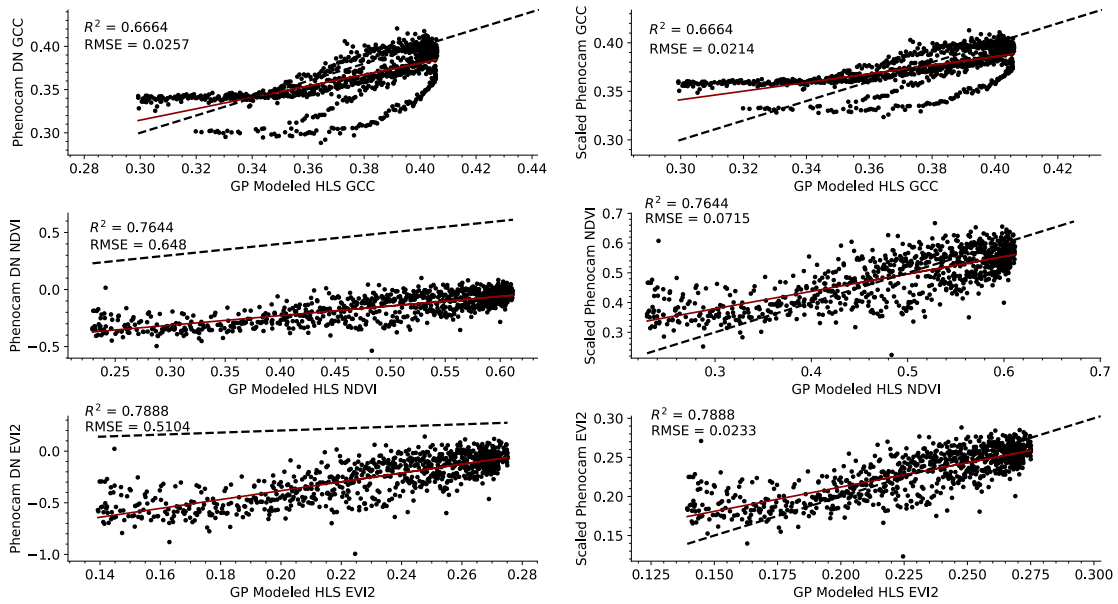 R² = 0.6664
RMSE = 0.0257
Phenocam DN GCC
0.40
0.35
0.30
0.28 0.30 0.32 0.34 0.36 0.38 0.40 0.42 0.44
GP Modeled HLS GCC
R² = 0.6664
RMSE = 0.0214
Scaled Phenocam GCC
0.40
0.35
0.30
0.30 0.32 0.34 0.36 0.38 0.40 0.42
GP Modeled HLS GCC
R² = 0.7644
RMSE = 0.648
Phenocam DN NDVI
0.5
0.0
−0.5
0.25 0.30 0.35 0.40 0.45 0.50 0.55 0.60
GP Modeled HLS NDVI
R² = 0.7644
RMSE = 0.0715
Scaled Phenocam NDVI
0.7
0.6
0.5
0.4
0.3
0.3 0.4 0.5 0.6 0.7
GP Modeled HLS NDVI
R² = 0.7888
RMSE = 0.5104
Phenocam DN EVI2
0.0
−0.5
−1.0
0.14 0.16 0.18 0.20 0.22 0.24 0.26 0.28
GP Modeled HLS EVI2
R² = 0.7888
RMSE = 0.0233
Scaled Phenocam EVI2
0.30
0.25
0.20
0.15
0.125 0.150 0.175 0.200 0.225 0.250 0.275 0.300
GP Modeled HLS EVI2